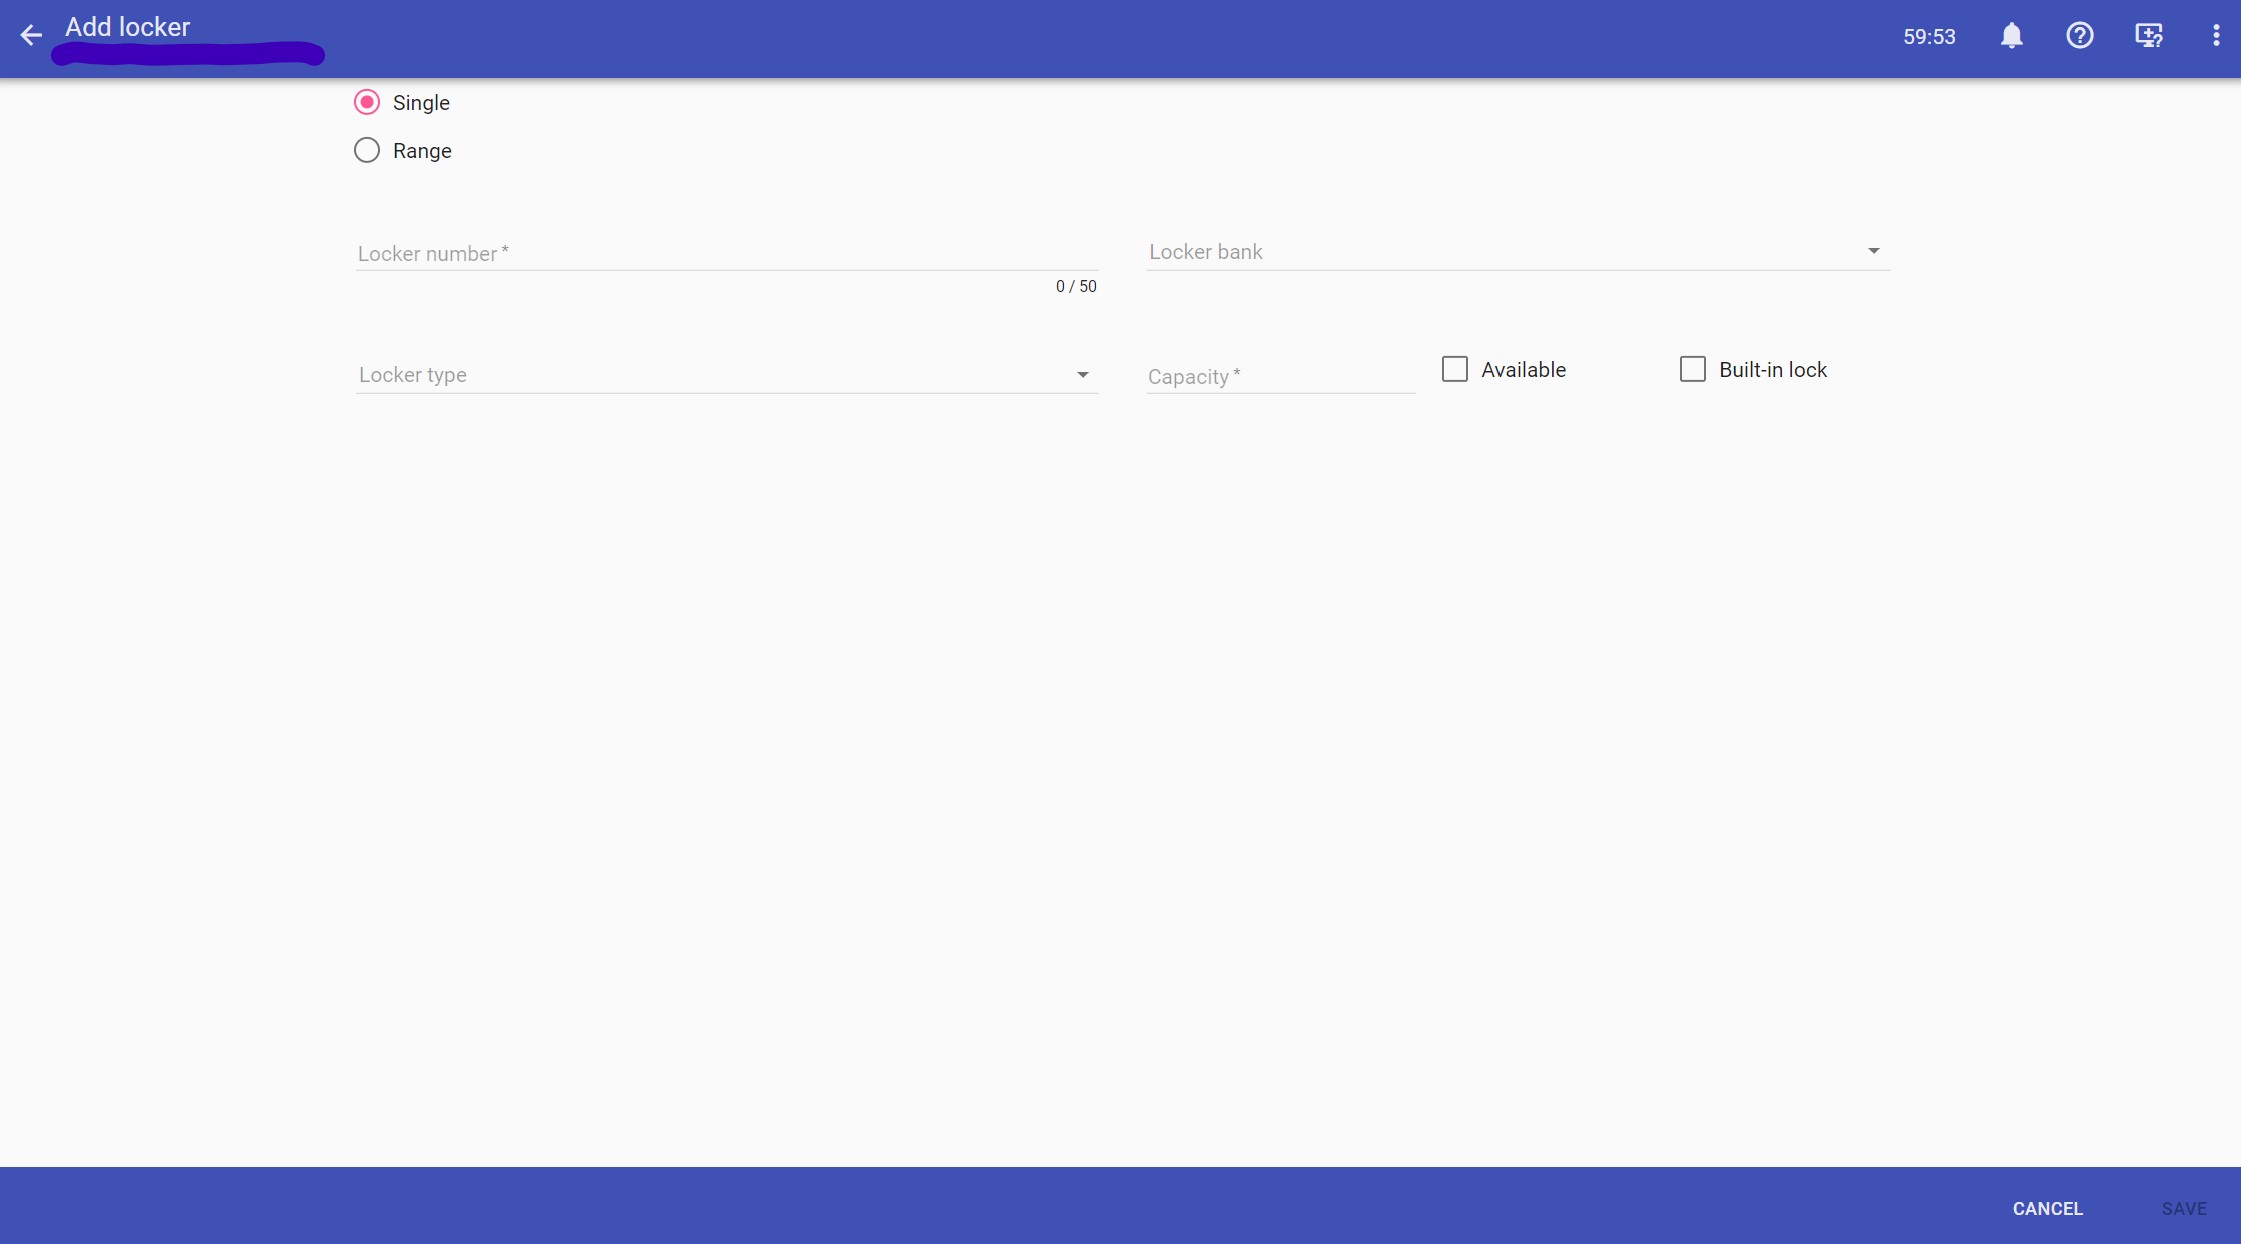 Add locker
59:53
Single
Range
Locker number *
Locker bank
0 / 50
Locker type
Capacity *
Available
Built-in lock
CANCEL
SAVE